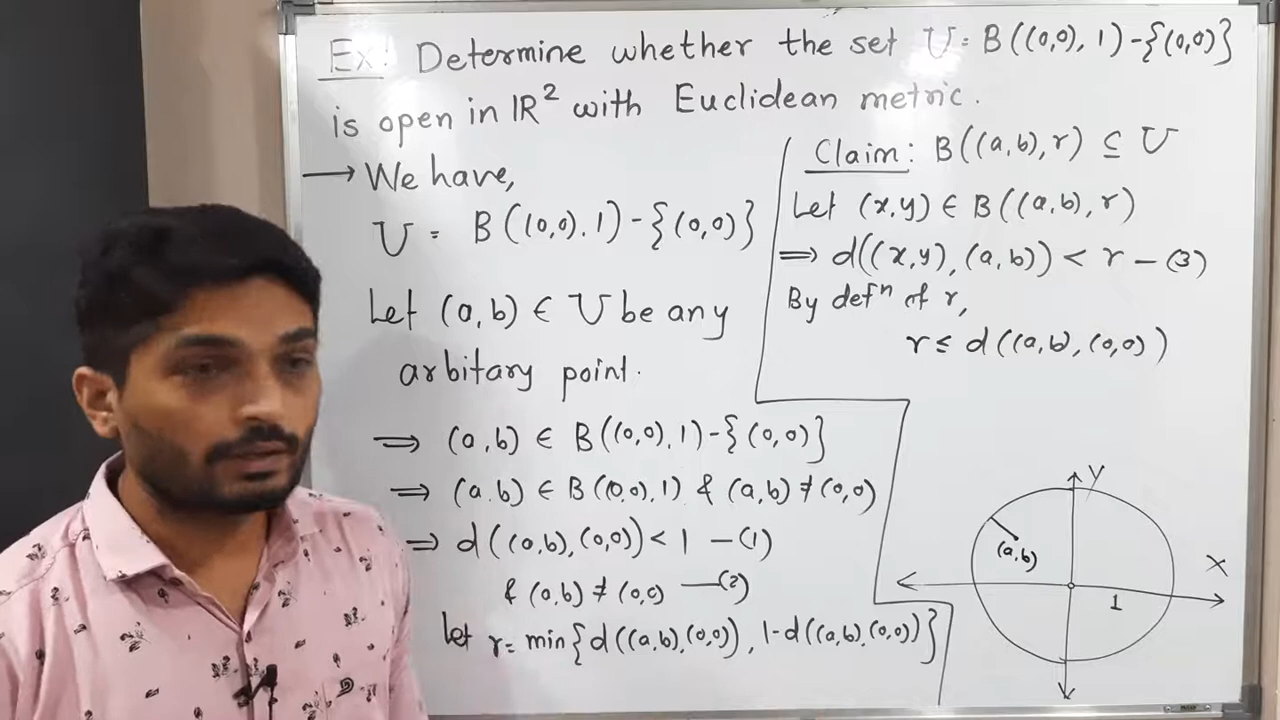 Ex: Determine whether the set U = B((0,0), 1) - {(0,0)}
is open in ℝ² with Euclidean metric.
→ We have,
U = B((0,0), 1) - {(0,0)}
Let (a,b) ∈ U be any
arbitary point.
⇒ (a,b) ∈ B((0,0), 1) - {(0,0)}
⇒ (a,b) ∈ B((0,0), 1) & (a,b) ≠ (0,0)
⇒ d((a,b), (0,0)) < 1 — (1)
& (a,b) ≠ (0,0) — (2)
let r = min{d((a,b),(0,0)), 1-d((a,b),(0,0))}
Claim: B((a,b), r) ⊆ U
Let (x,y) ∈ B((a,b), r)
⇒ d((x,y), (a,b)) < r — (3)
By defⁿ of r,
r ≤ d((a,b), (0,0))
Y
(a,b)
X
1